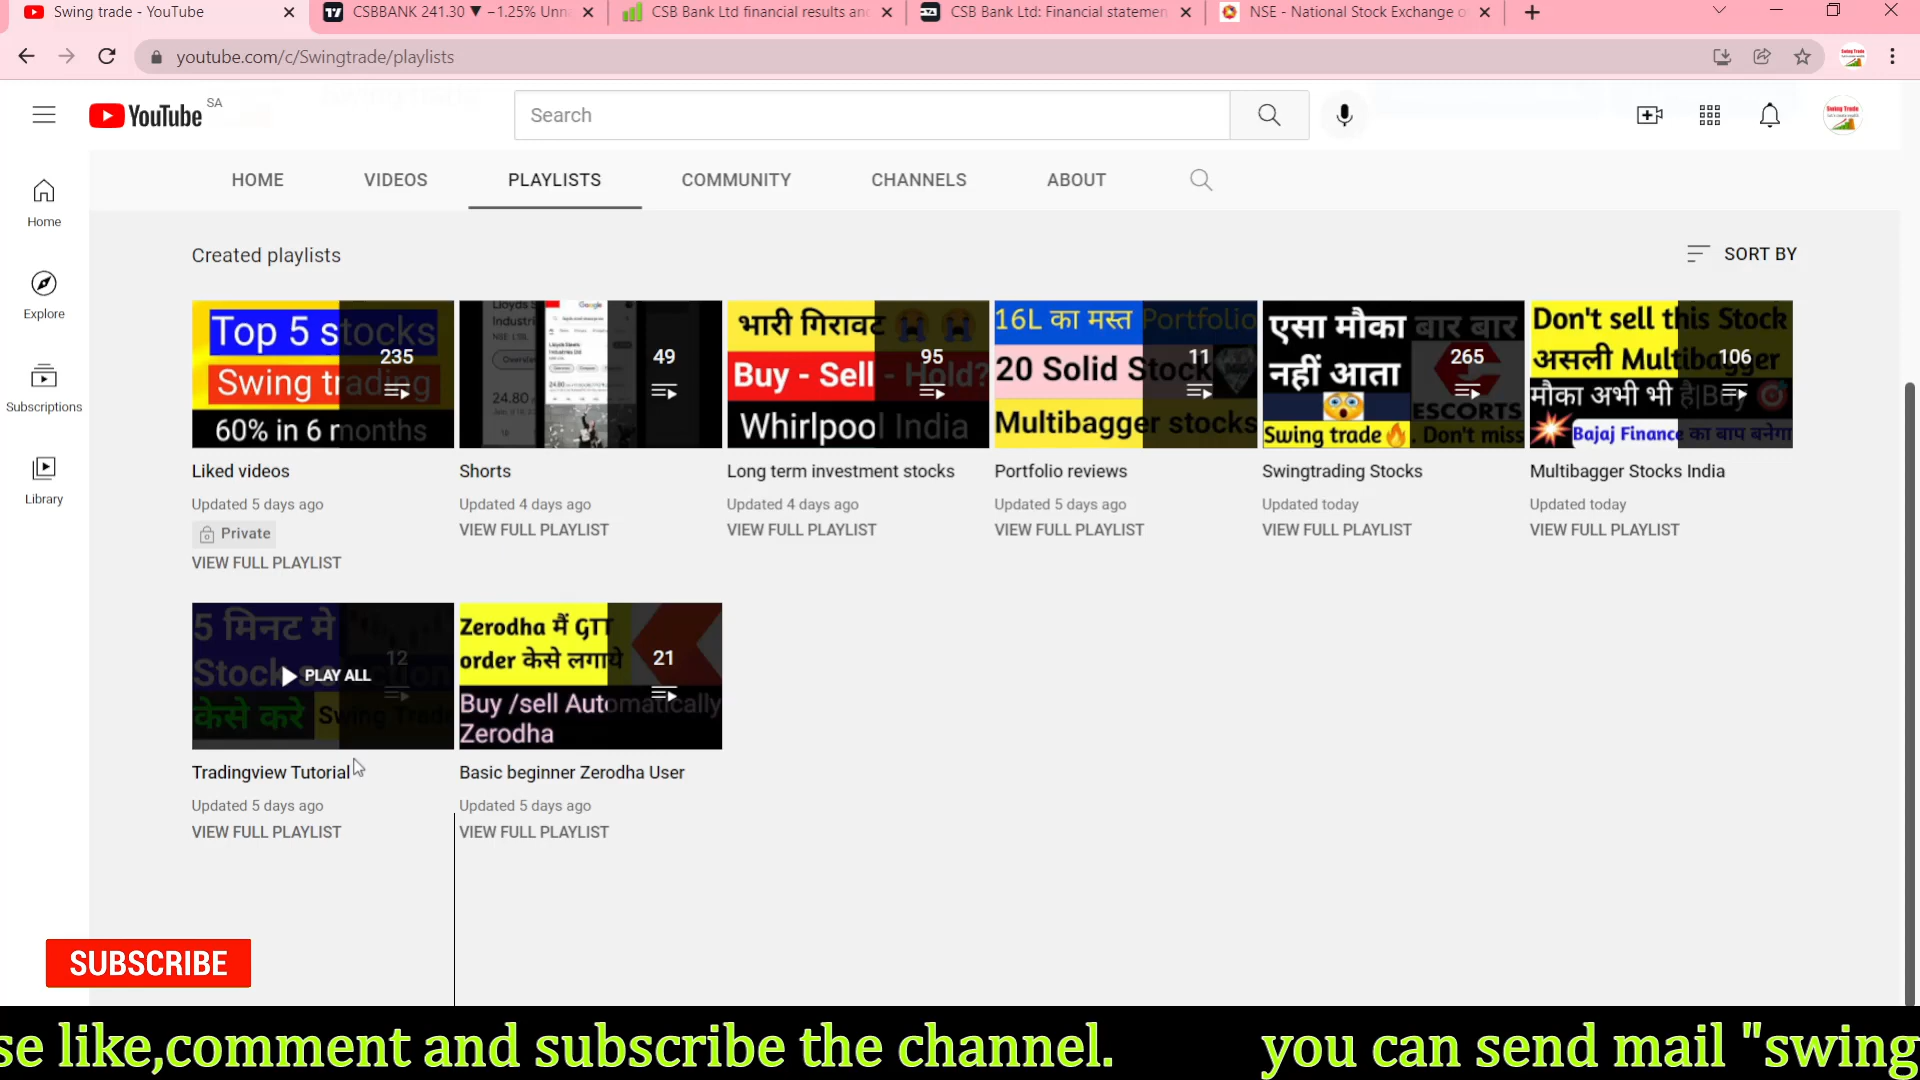 Swing trade - YouTube
CSBBANK 241.30 ▼ −1.25% Unn
CSB Bank Ltd financial results an
CSB Bank Ltd: Financial statemen
NSE - National Stock Exchange o
youtube.com/c/Swingtrade/playlists
YouTube SA
Search
HOME VIDEOS PLAYLISTS COMMUNITY CHANNELS ABOUT
Home
Explore
Subscriptions
Library
Created playlists
SORT BY
Top 5 stocks
Swing trading
60% in 6 months
235
Liked videos
Updated 5 days ago
Private
VIEW FULL PLAYLIST
Google
24.80
49
Shorts
Updated 4 days ago
VIEW FULL PLAYLIST
भारी गिरावट
Buy - Sell - Hold?
Whirlpool India
95
Long term investment stocks
Updated 4 days ago
VIEW FULL PLAYLIST
16L का मस्त Portfolio
20 Solid Stock
Multibagger stocks
11
Portfolio reviews
Updated 5 days ago
VIEW FULL PLAYLIST
एसा मौका बार बार
नहीं आता
ESCORTS
Swing trade . Don't miss
265
Swingtrading Stocks
Updated today
VIEW FULL PLAYLIST
Don't sell this Stock
असली Multibagger
मौका अभी भी है|Buy
Bajaj Finance का बाप बनेगा
106
Multibagger Stocks India
Updated today
VIEW FULL PLAYLIST
5 मिनट मे
Stock selection
केसे करे Swing Trade
12
PLAY ALL
Tradingview Tutorial
Updated 5 days ago
VIEW FULL PLAYLIST
Zerodha मैं GTT
order केसे लगाये
Buy /sell Automatically
Zerodha
21
Basic beginner Zerodha User
Updated 5 days ago
VIEW FULL PLAYLIST
SUBSCRIBE
se like,comment and subscribe the channel. you can send mail "swing